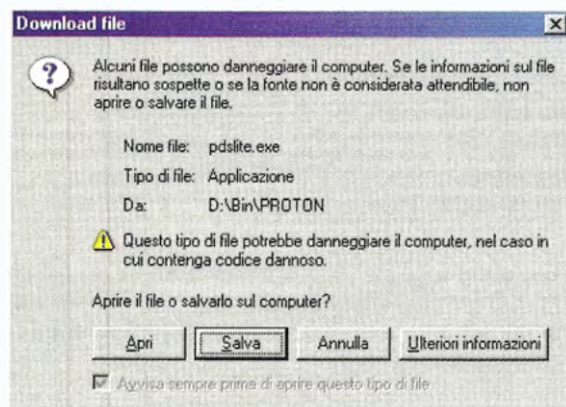 Download file
Alcuni file possono danneggiare il computer. Se le informazioni sul file
risultano sospette o se la fonte non è considerata attendibile, non
aprire o salvare il file.
Nome file: pdslite.exe
Tipo di file: Applicazione
Da: D:\Bin\PROTON
Questo tipo di file potrebbe danneggiare il computer, nel caso in
cui contenga codice dannoso.
Aprire il file o salvarlo sul computer?
Apri Salva Annulla Ulteriori informazioni
Avvisa sempre prima di aprire questo tipo di file